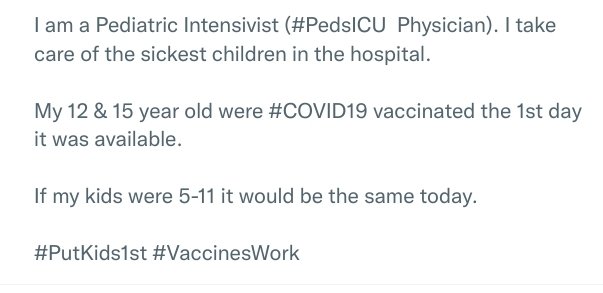 I am a Pediatric Intensivist (#PedsICU  Physician). I take
care of the sickest children in the hospital.
My 12 & 15 year old were #COVID19 vaccinated the 1st day
it was available.
If my kids were 5-11 it would be the same today.
#PutKids1st #VaccinesWork